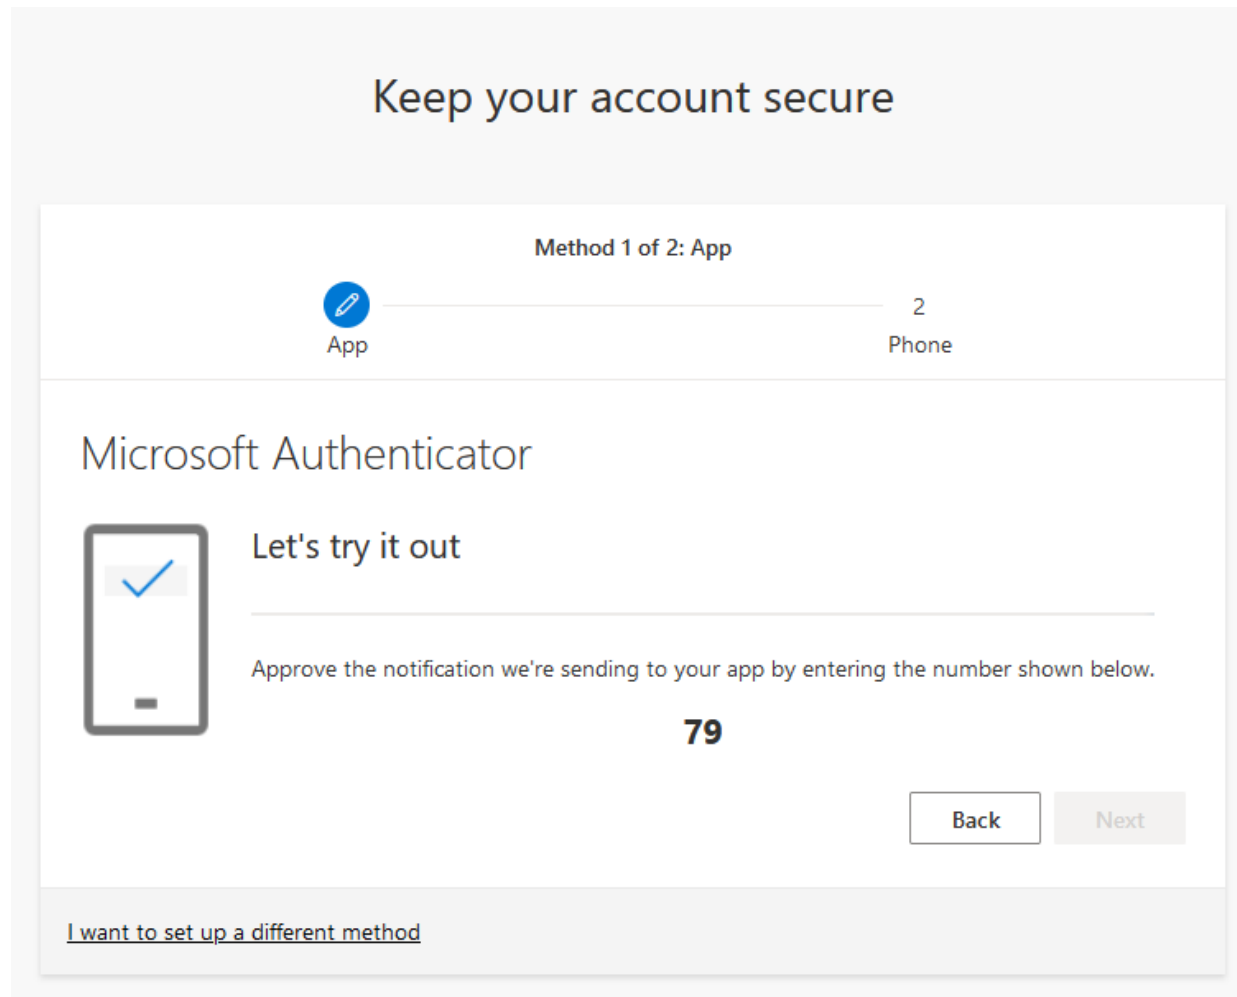 Keep your account secure
Method 1 of 2: App
2
App
Phone
Microsoft Authenticator
Let's try it out
Approve the notification we're sending to your app by entering the number shown below.
79
Back
Next
I want to set up a different method